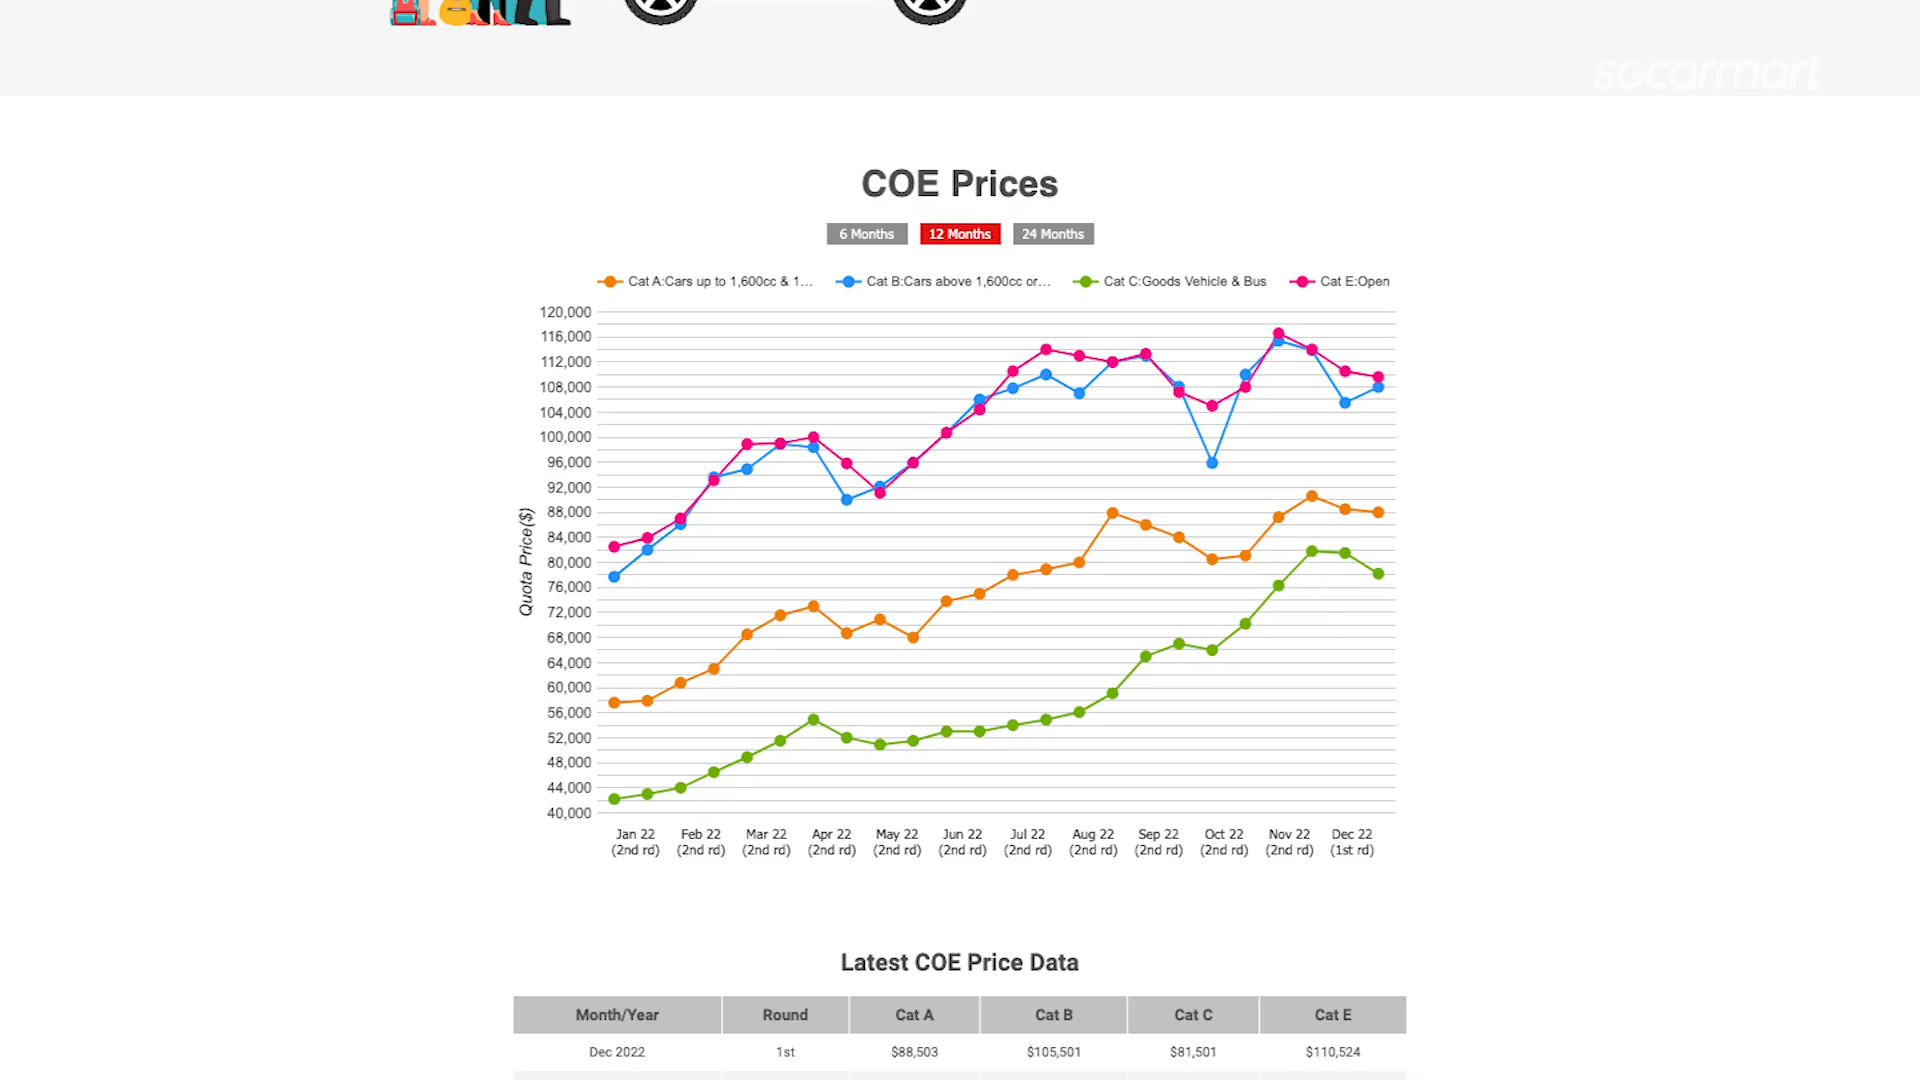 sgcarmart
COE Prices
6 Months 12 Months 24 Months
Cat A:Cars up to 1,600cc & 1... Cat B:Cars above 1,600cc or... Cat C:Goods Vehicle & Bus Cat E:Open
120,000
116,000
112,000
108,000
104,000
100,000
96,000
92,000
88,000
84,000
80,000
76,000
72,000
68,000
64,000
60,000
56,000
52,000
48,000
44,000
40,000
Quota Price($)
Jan 22 Feb 22 Mar 22 Apr 22 May 22 Jun 22 Jul 22 Aug 22 Sep 22 Oct 22 Nov 22 Dec 22
(2nd rd) (2nd rd) (2nd rd) (2nd rd) (2nd rd) (2nd rd) (2nd rd) (2nd rd) (2nd rd) (2nd rd) (2nd rd) (1st rd)
Latest COE Price Data
Month/Year Round Cat A Cat B Cat C Cat E
Dec 2022 1st $88,503 $105,501 $81,501 $110,524